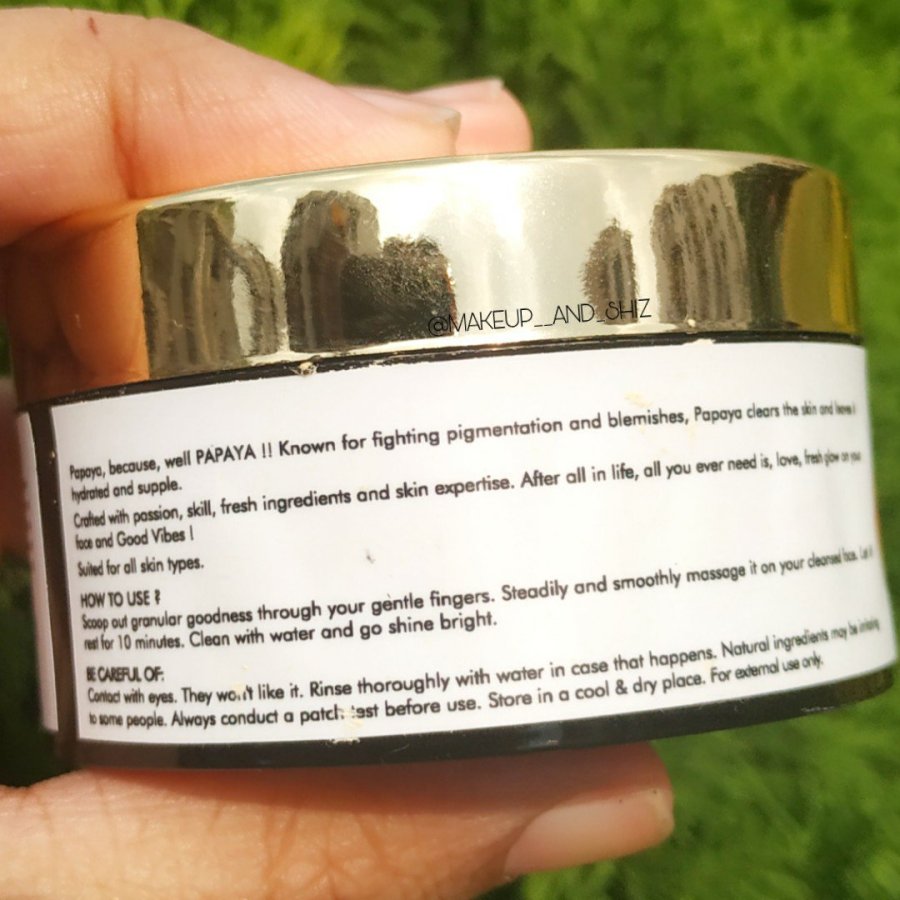 @MAKEUP__AND_SHIZ
Papaya, because, well PAPAYA !! Known for fighting pigmentation and blemishes, Papaya clears the skin and leaves i
hydrated and supple.
Crafted with passion, skill, fresh ingredients and skin expertise. After all in life, all you ever need is, love, fresh glow on your
face and Good Vibes !
Suited for all skin types.
HOW TO USE ?
Scoop out granular goodness through your gentle fingers. Steadily and smoothly massage it on your cleansed face. Let it
rest for 10 minutes. Clean with water and go shine bright.
BE CAREFUL OF:
Contact with eyes. They won't like it. Rinse thoroughly with water in case that happens. Natural ingredients may be irritating
to some people. Always conduct a patch test before use. Store in a cool & dry place. For external use only.